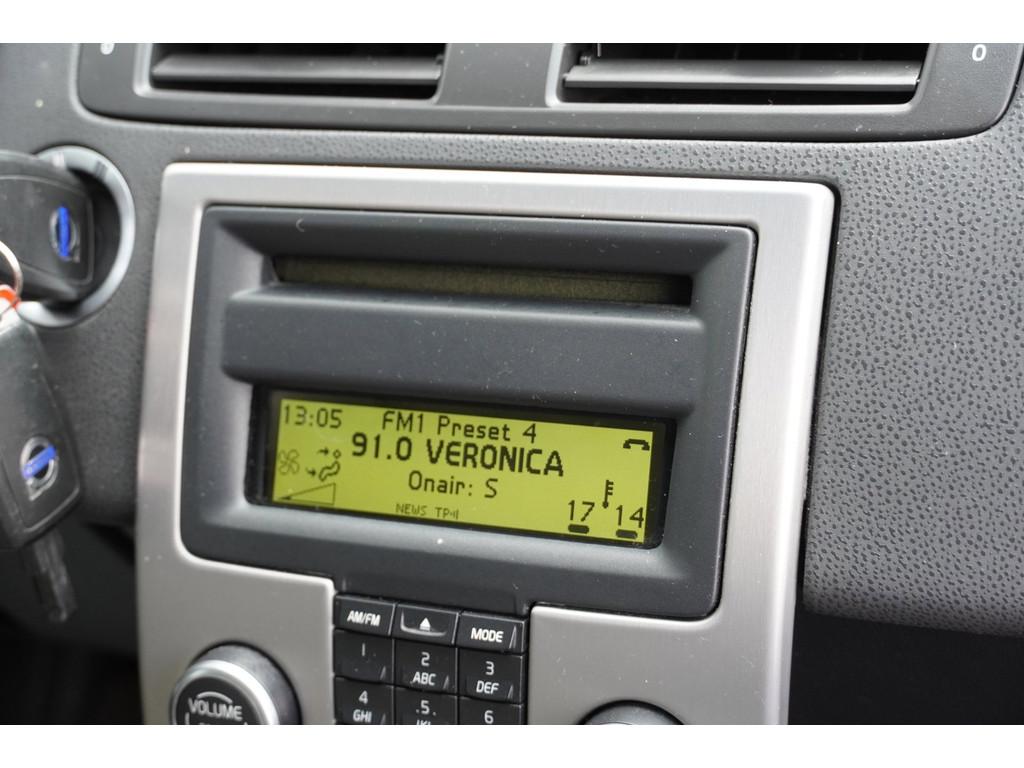 0
13:05 FM1 Preset 4
91.0 VERONICA
Onair: S
NEWS TP
17 14
AM/FM MODE
1 2 3
ABC DEF
4 .5. 6
GHI
VOLUME